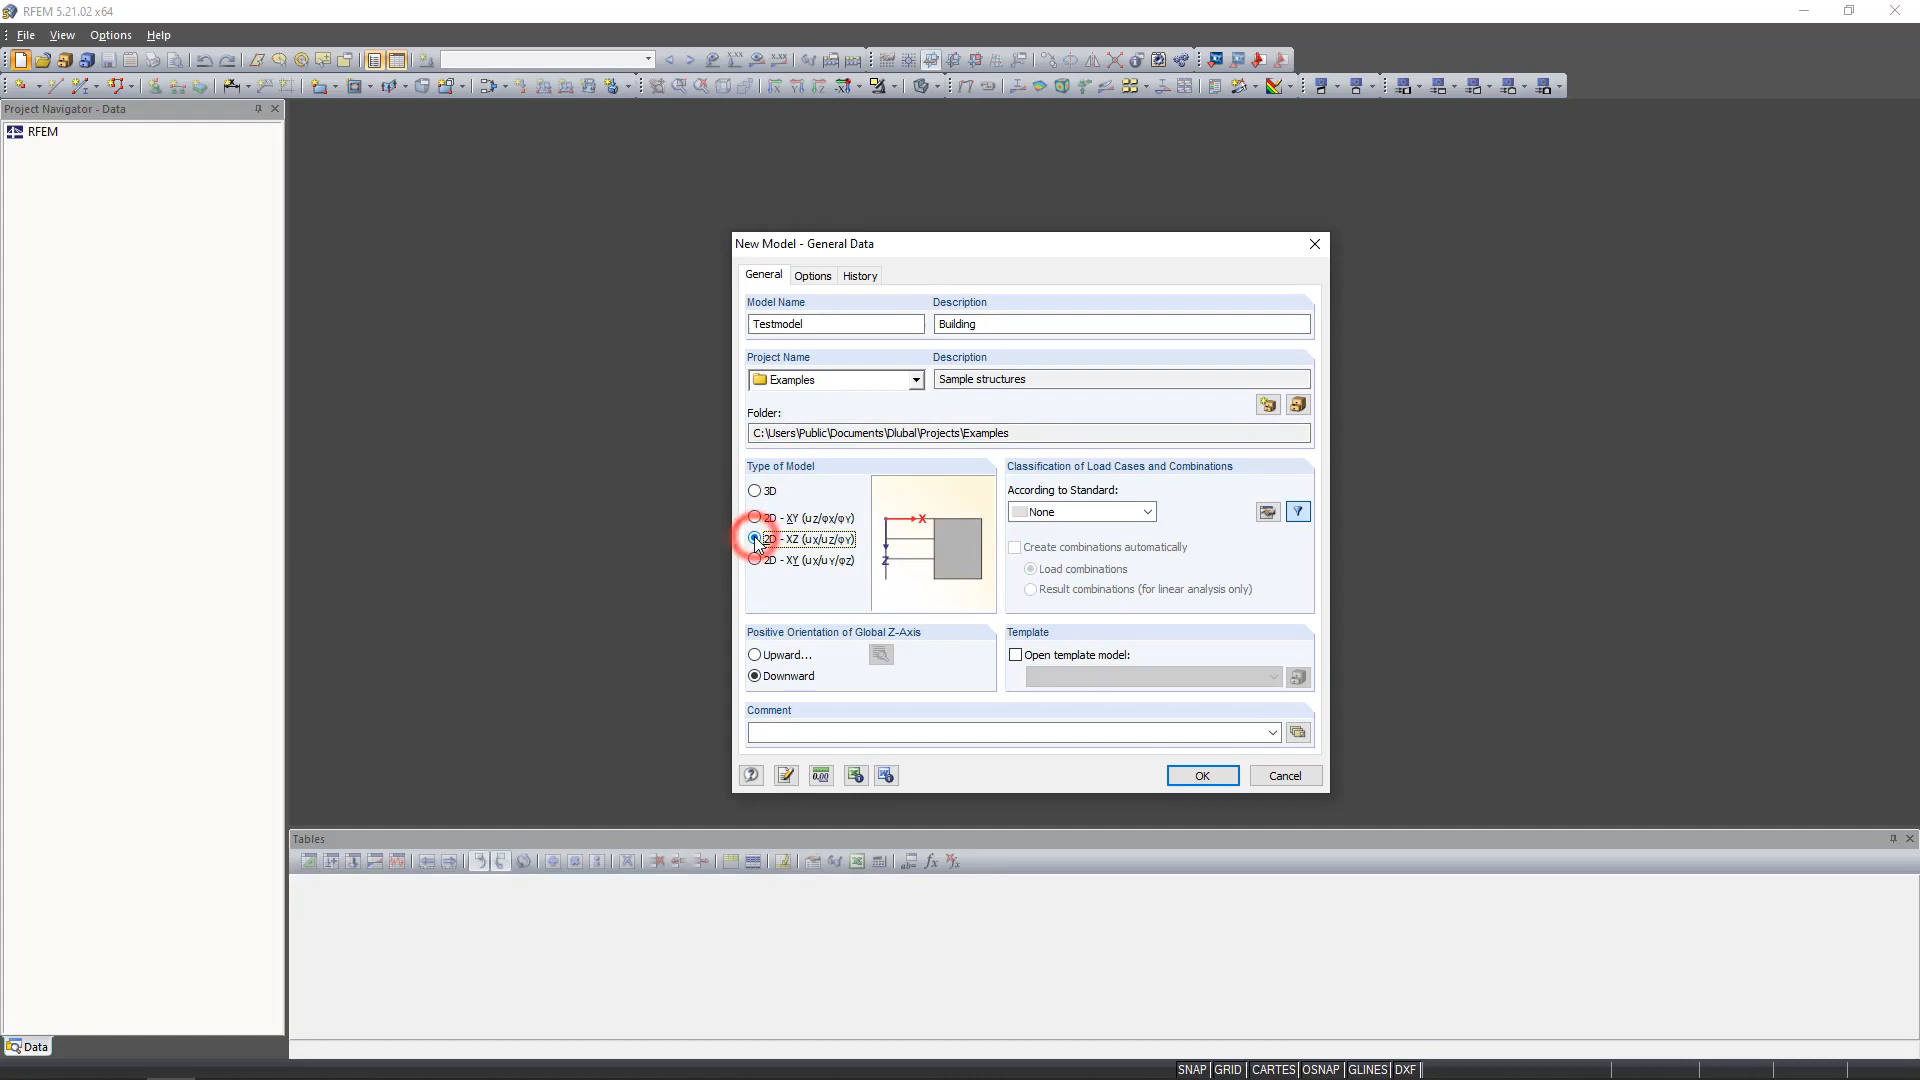 RFEM 5.21.02 x64
File View Options Help
Project Navigator - Data
RFEM
New Model - General Data
General Options History
Model Name Description
Testmodel Building
Project Name Description
Examples Sample structures
Folder:
C:\Users\Public\Documents\Dlubal\Projects\Examples
Type of Model Classification of Load Cases and Combinations
3D According to Standard:
None
2D - XY (uZ/φX/φY)
2D - XZ (uX/uZ/φY)
2D - XY (uX/uY/φZ)
X
Z
Create combinations automatically
Load combinations
Result combinations (for linear analysis only)
Positive Orientation of Global Z-Axis Template
Upward... Open template model:
Downward
Comment
0.00
OK Cancel
Tables
Data
SNAP GRID CARTES OSNAP GLINES DXF